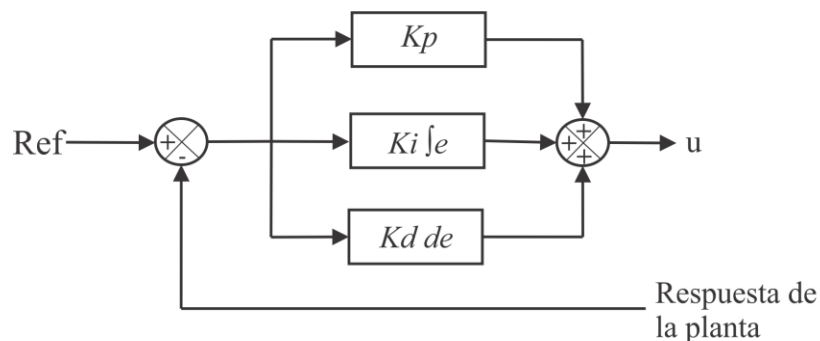 Kp
Ref
+
-
Ki ∫e
+
+
+
u
Kd de
Respuesta de
la planta